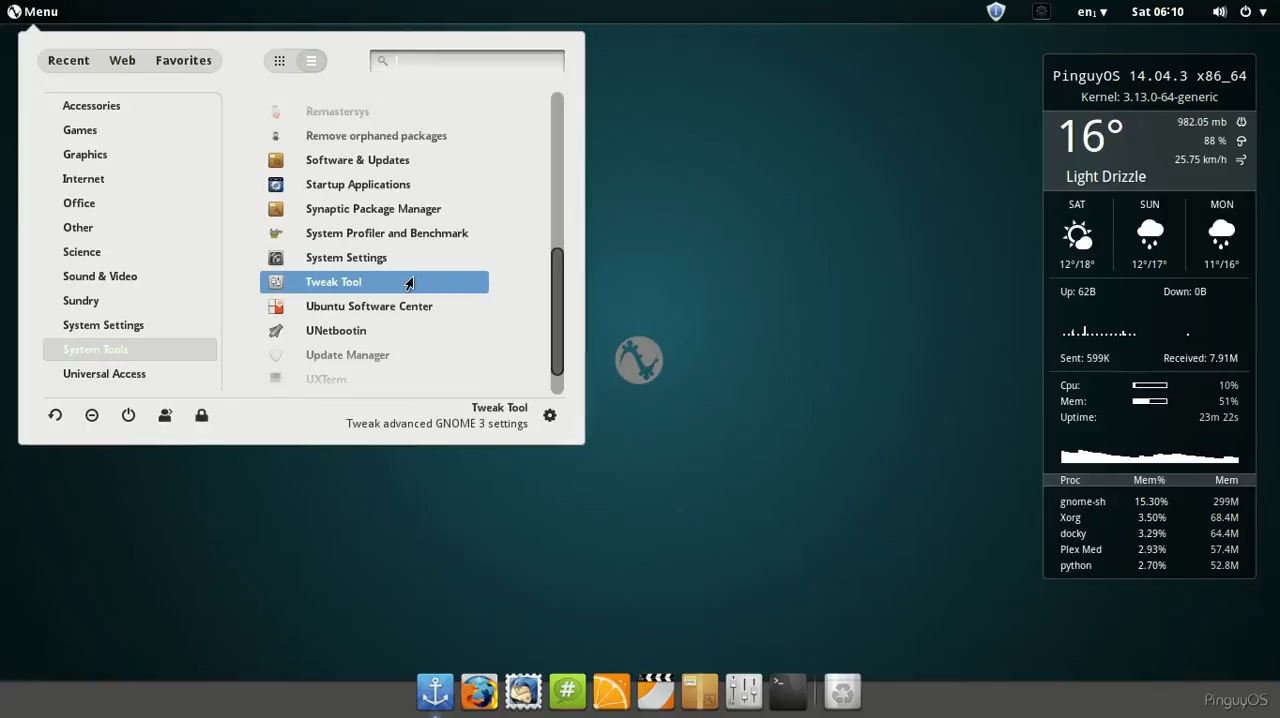 Menu
en₁ ▾ Sat 06:10
Recent Web Favorites
Accessories
Games
Graphics
Internet
Office
Other
Science
Sound & Video
Sundry
System Settings
System Tools
Universal Access
Remastersys
Remove orphaned packages
Software & Updates
Startup Applications
Synaptic Package Manager
System Profiler and Benchmark
System Settings
Tweak Tool
Ubuntu Software Center
UNetbootin
Update Manager
UXTerm
Tweak Tool
Tweak advanced GNOME 3 settings
PinguyOS 14.04.3 x86_64
Kernel: 3.13.0-64-generic
16°
982.05 mb
88 %
25.75 km/h
Light Drizzle
SAT SUN MON
12°/18° 12°/17° 11°/16°
Up: 62B Down: 0B
Sent: 599K Received: 7.91M
Cpu: 10%
Mem: 51%
Uptime: 23m 22s
Proc Mem% Mem
gnome-sh 15.30% 299M
Xorg 3.50% 68.4M
docky 3.29% 64.4M
Plex Med 2.93% 57.4M
python 2.70% 52.8M
#
>_
PinguyOS